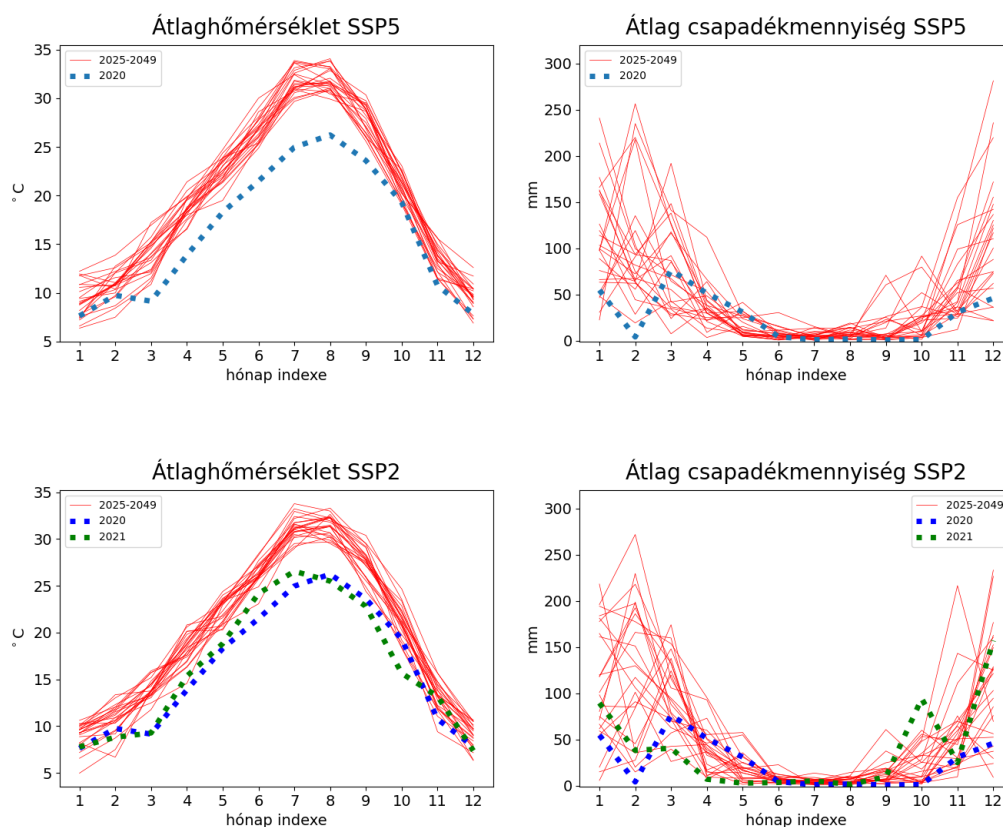 Átlaghőmérséklet SSP5
2025-2049
2020
°C
35
30
25
20
15
10
5
1 2 3 4 5 6 7 8 9 10 11 12
hónap indexe
Átlag csapadékmennyiség SSP5
2025-2049
2020
mm
300
250
200
150
100
50
0
1 2 3 4 5 6 7 8 9 10 11 12
hónap indexe
Átlaghőmérséklet SSP2
2025-2049
2020
2021
°C
35
30
25
20
15
10
5
1 2 3 4 5 6 7 8 9 10 11 12
hónap indexe
Átlag csapadékmennyiség SSP2
2025-2049
2020
2021
mm
300
250
200
150
100
50
0
1 2 3 4 5 6 7 8 9 10 11 12
hónap indexe